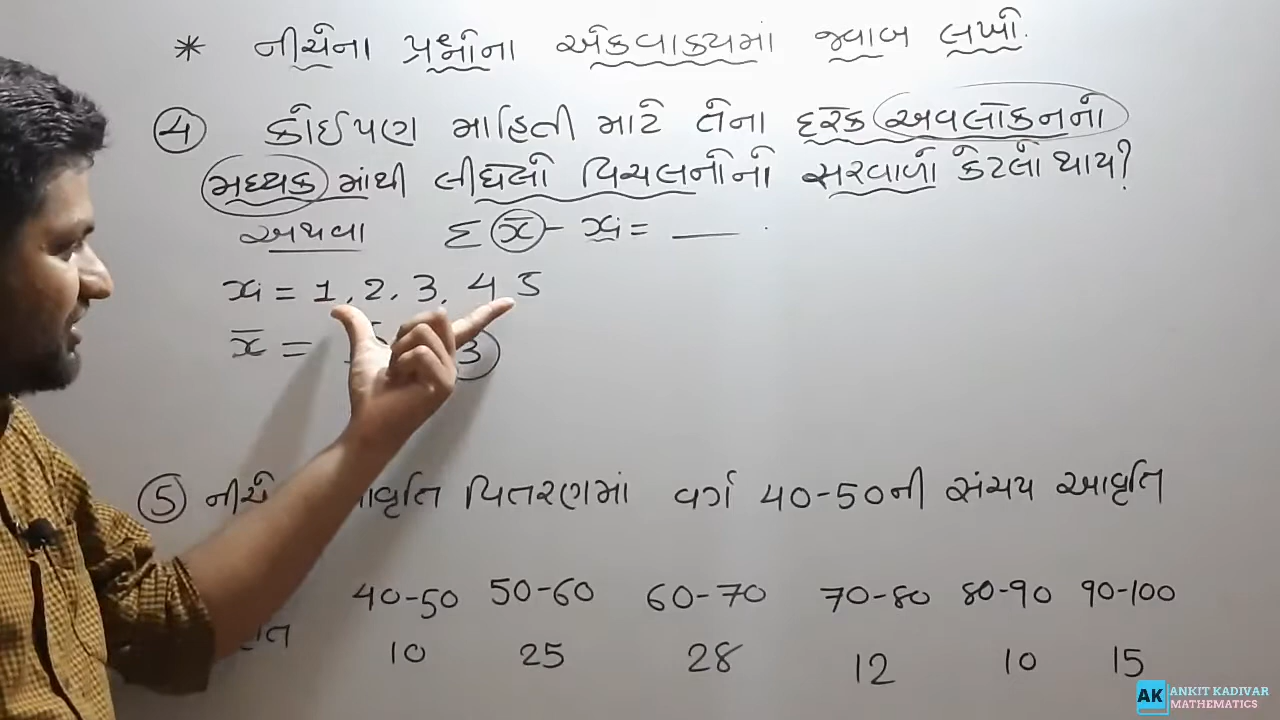 * નીચેના પ્રશ્નોના એકવાક્યમાં જવાબ લખો.
④ કોઈપણ માહિતી માટે તેના દરેક અવલોકનનો
મધ્યક માંથી લીધેલો વિચલનોનો સરવાળો કેટલો થાય?
અથવા Σ x̄ - xi = ___ .
xi = 1, 2, 3, 4 5
x̄ = 3
⑤ વિતરણમાં વર્ગ 40-50ની સંચય આવૃત્તિ
40-50 50-60 60-70 70-80 80-90 90-100
10 25 28 12 10 15
AK ANKIT KADIVAR
MATHEMATICS